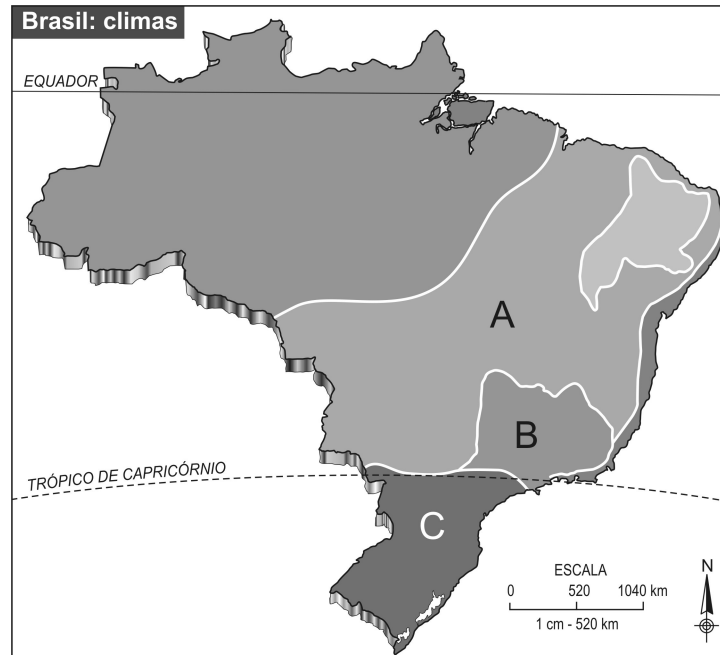 Brasil: climas
EQUADOR
A
B
TRÓPICO DE CAPRICÓRNIO
C
ESCALA
0 520 1040 km
1 cm - 520 km
N